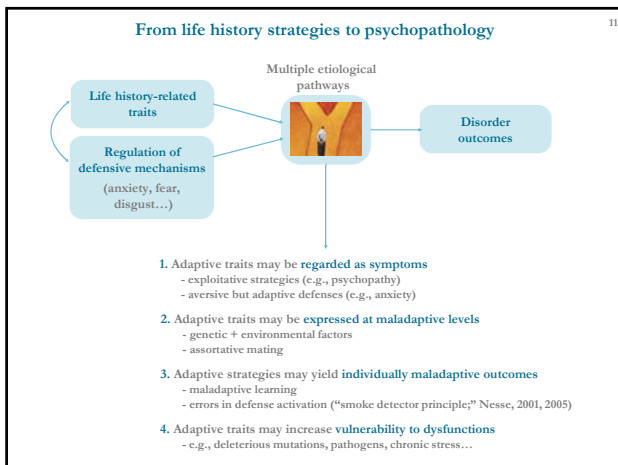 From life history strategies to psychopathology
11
Multiple etiological
pathways
Life history-related
traits
Regulation of
defensive mechanisms
(anxiety, fear,
disgust…)
Disorder
outcomes
1. Adaptive traits may be regarded as symptoms
- exploitative strategies (e.g., psychopathy)
- aversive but adaptive defenses (e.g., anxiety)
2. Adaptive traits may be expressed at maladaptive levels
- genetic + environmental factors
- assortative mating
3. Adaptive strategies may yield individually maladaptive outcomes
- maladaptive learning
- errors in defense activation (“smoke detector principle;” Nesse, 2001, 2005)
4. Adaptive traits may increase vulnerability to dysfunctions
- e.g., deleterious mutations, pathogens, chronic stress…